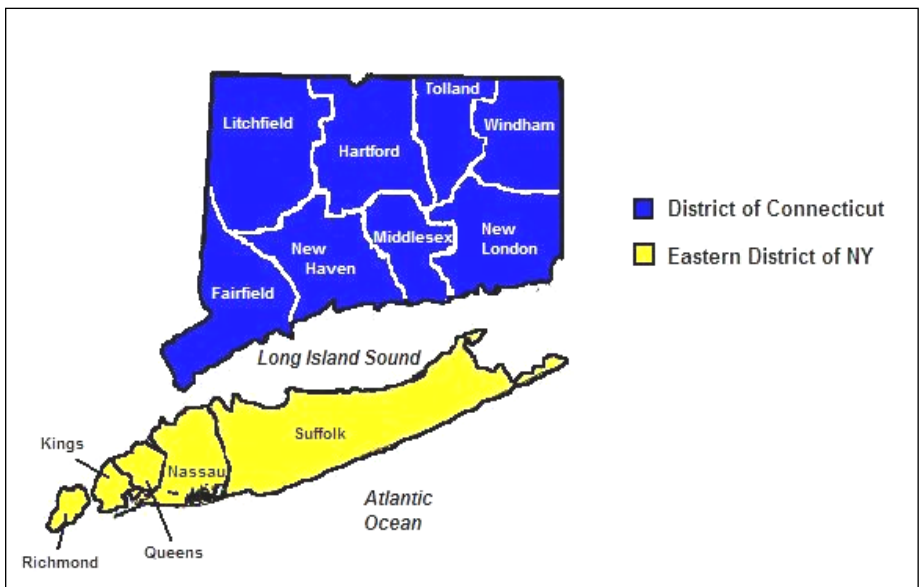 Tolland
Litchfield
Windham
Hartford
District of Connecticut
Middlesex
New
London
New
Haven
Eastern District of NY
Fairfield
Long Island Sound
Suffolk
Kings
Nassau
Atlantic
Ocean
Queens
Richmond